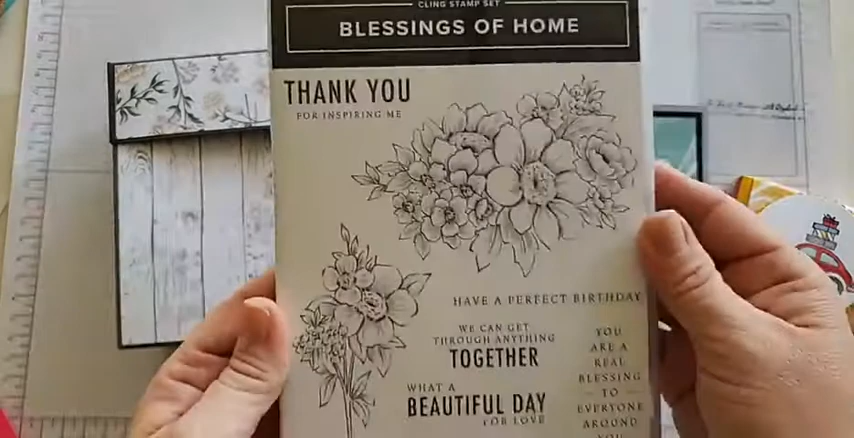 CLING STAMP SET
BLESSINGS OF HOME
THANK YOU
FOR INSPIRING ME
HAVE A PERFECT BIRTHDAY
WE CAN GET
THROUGH ANYTHING
TOGETHER
WHAT A
BEAUTIFUL DAY
FOR LOVE
YOU
ARE A
REAL
BLESSING
TO
EVERYONE
AROUND
YOU